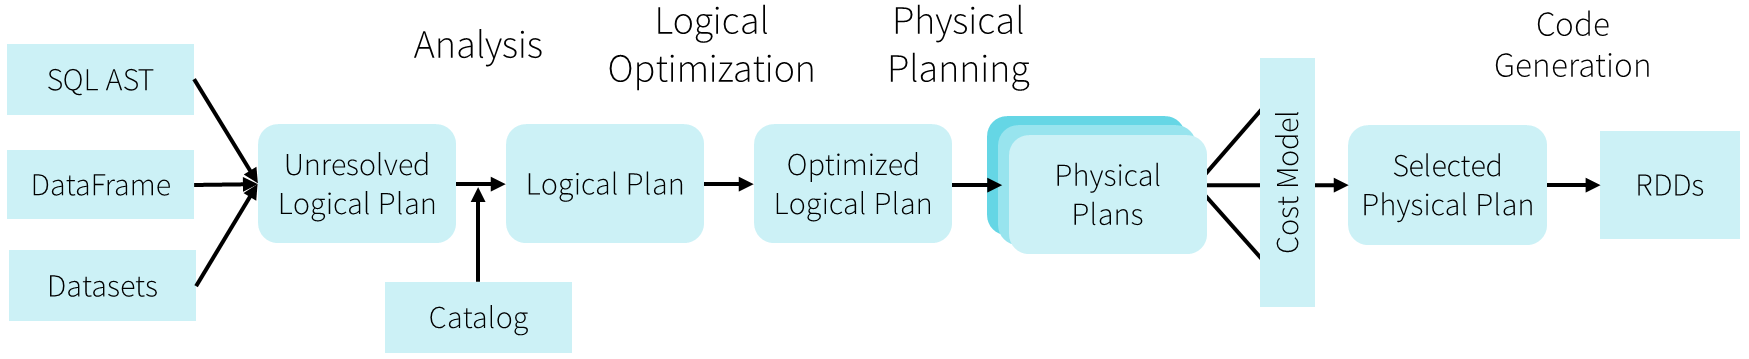 Analysis
Logical
Optimization
Physical
Planning
Code
Generation
SQL AST
DataFrame
Datasets
Unresolved
Logical Plan
Catalog
Logical Plan
Optimized
Logical Plan
Physical
Plans
Cost Model
Selected
Physical Plan
RDDs